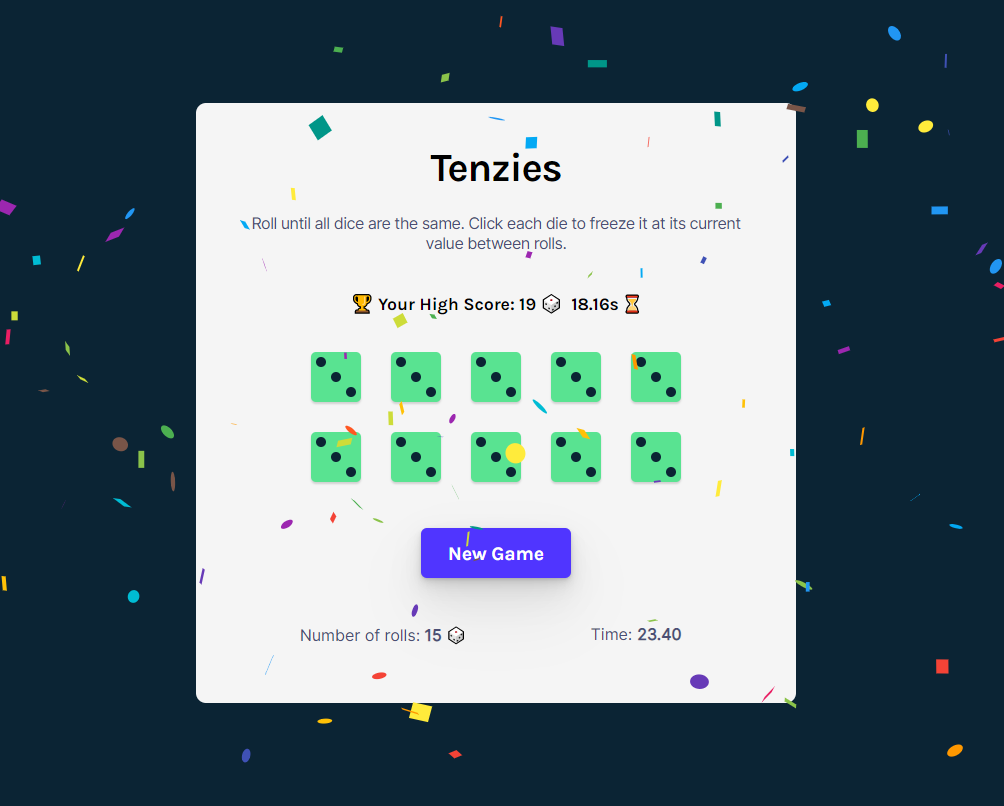 Tenzies
Roll until all dice are the same. Click each die to freeze it at its current
value between rolls.
🏆 Your High Score: 19 🎲 18.16s ⏳
New Game
Number of rolls: 15 🎲 Time: 23.40